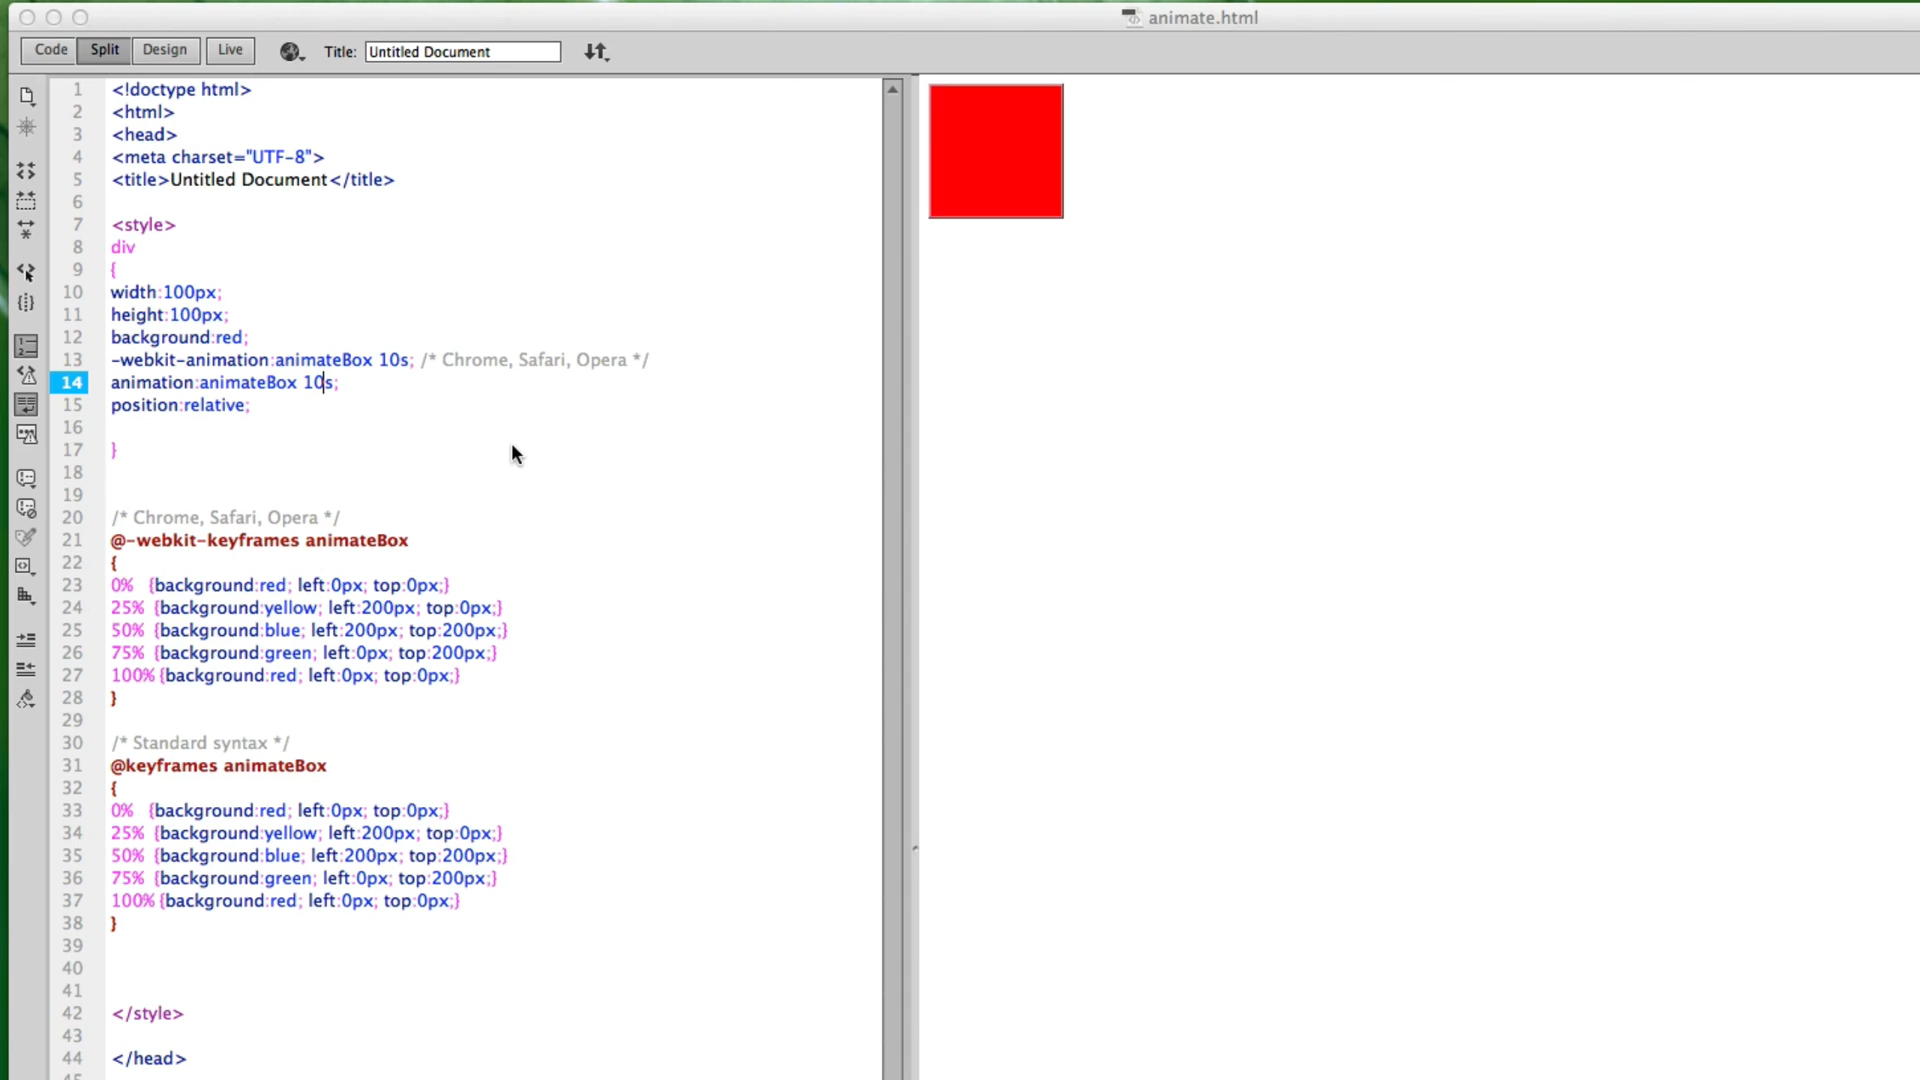 animate.html
Code Split Design Live Title: Untitled Document
1 <!doctype html>
2 <html>
3 <head>
4 <meta charset="UTF-8">
5 <title>Untitled Document</title>
6
7 <style>
8 div
9 {
10 width:100px;
11 height:100px;
12 background:red;
13 -webkit-animation:animateBox 10s; /* Chrome, Safari, Opera */
14 animation:animateBox 10s;
15 position:relative;
16
17 }
18
19
20 /* Chrome, Safari, Opera */
21 @-webkit-keyframes animateBox
22 {
23 0% {background:red; left:0px; top:0px;}
24 25% {background:yellow; left:200px; top:0px;}
25 50% {background:blue; left:200px; top:200px;}
26 75% {background:green; left:0px; top:200px;}
27 100%{background:red; left:0px; top:0px;}
28 }
29
30 /* Standard syntax */
31 @keyframes animateBox
32 {
33 0% {background:red; left:0px; top:0px;}
34 25% {background:yellow; left:200px; top:0px;}
35 50% {background:blue; left:200px; top:200px;}
36 75% {background:green; left:0px; top:200px;}
37 100%{background:red; left:0px; top:0px;}
38 }
39
40
41
42 </style>
43
44 </head>
45